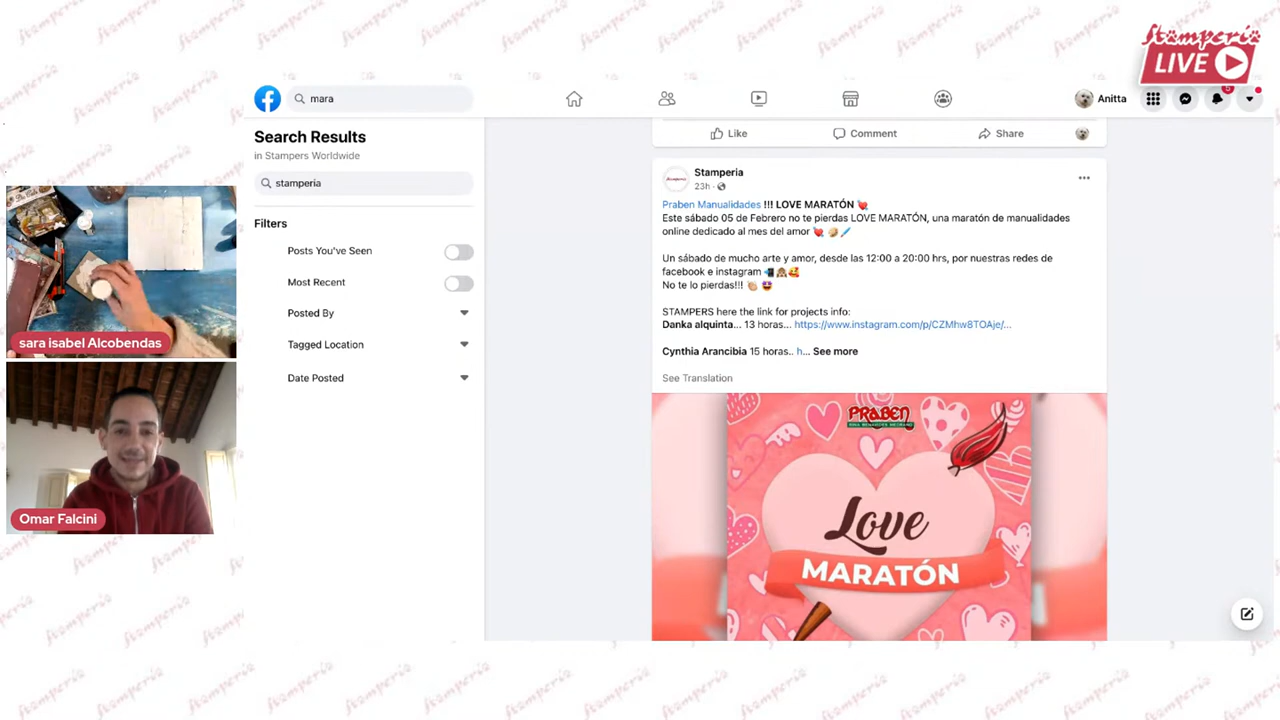 Stamperia
LIVE
mara
Anitta
5
Search Results
in Stampers Worldwide
stamperia
Filters
Posts You've Seen
Most Recent
Posted By
Tagged Location
Date Posted
Like
Comment
Share
Stamperia
23h ·
Praben Manualidades !!! LOVE MARATÓN
Este sábado 05 de Febrero no te pierdas LOVE MARATÓN, una maratón de manualidades
online dedicado al mes del amor
Un sábado de mucho arte y amor, desde las 12:00 a 20:00 hrs, por nuestras redes de
facebook e instagram
No te lo pierdas!!!
STAMPERS here the link for projects info:
Danka alquinta... 13 horas... https://www.instagram.com/p/CZMhw8TOAje/...
Cynthia Arancibia 15 horas.. h... See more
See Translation
PRABEN
Love
MARATÓN
sara isabel Alcobendas
Omar Falcini